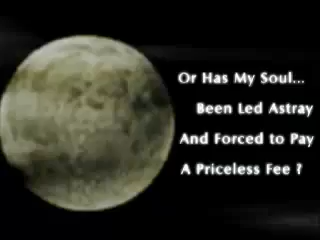 Or Has My Soul...
Been Led Astray
And Forced to Pay
A Priceless Fee ?